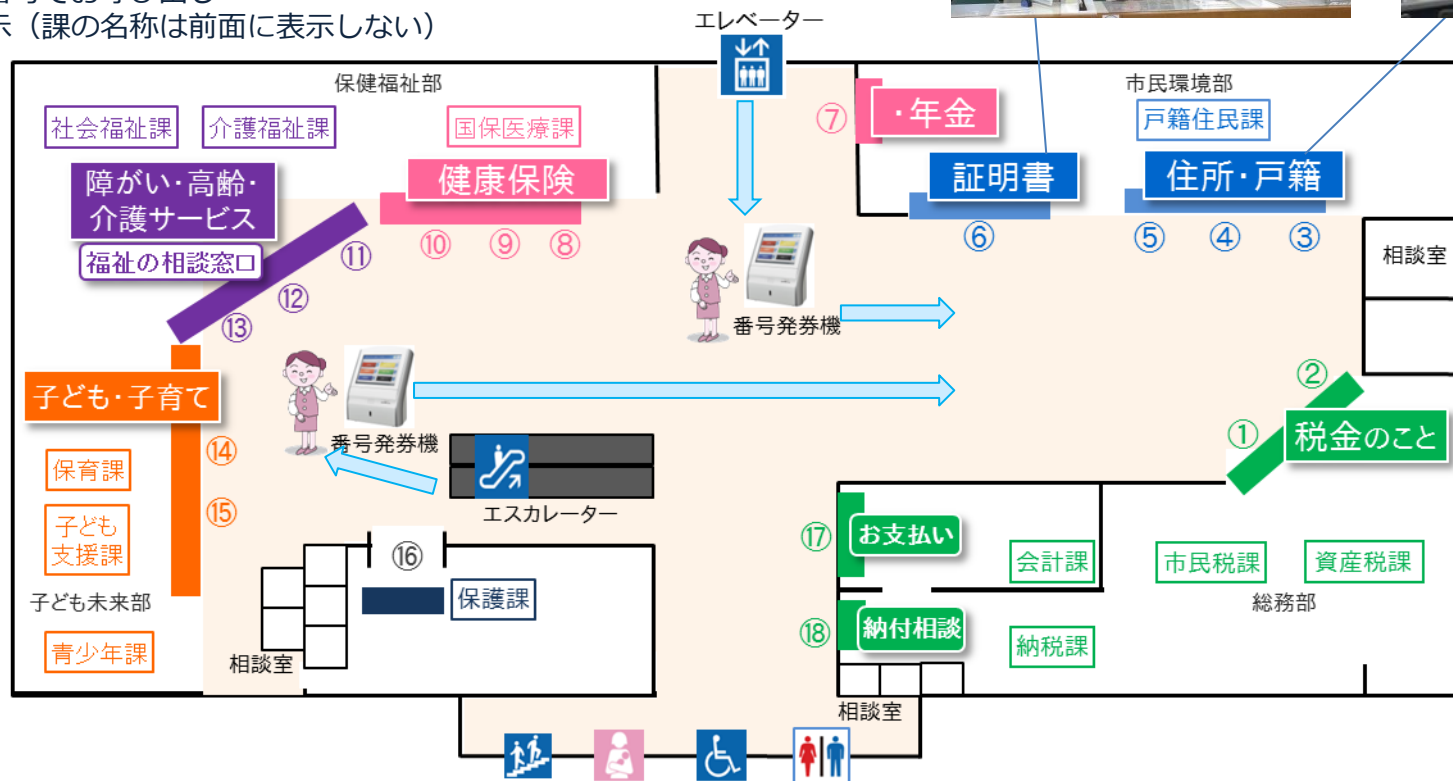 示（課の名称は前面に表示しない）
エレベーター
保健福祉部
市民環境部
社会福祉課
介護福祉課
国保医療課
⑦
・年金
戸籍住民課
障がい・高齢・
介護サービス
福祉の相談窓口
健康保険
証明書
住所・戸籍
⑪
⑩
⑨
⑧
⑥
⑤
④
③
相談室
⑫
⑬
番号発券機
子ども・子育て
番号発券機
②
①
税金のこと
⑭
保育課
⑮
エスカレーター
子ども
支援課
⑯
保護課
⑰
お支払い
会計課
市民税課
資産税課
子ども未来部
総務部
⑱
納付相談
納税課
青少年課
相談室
相談室